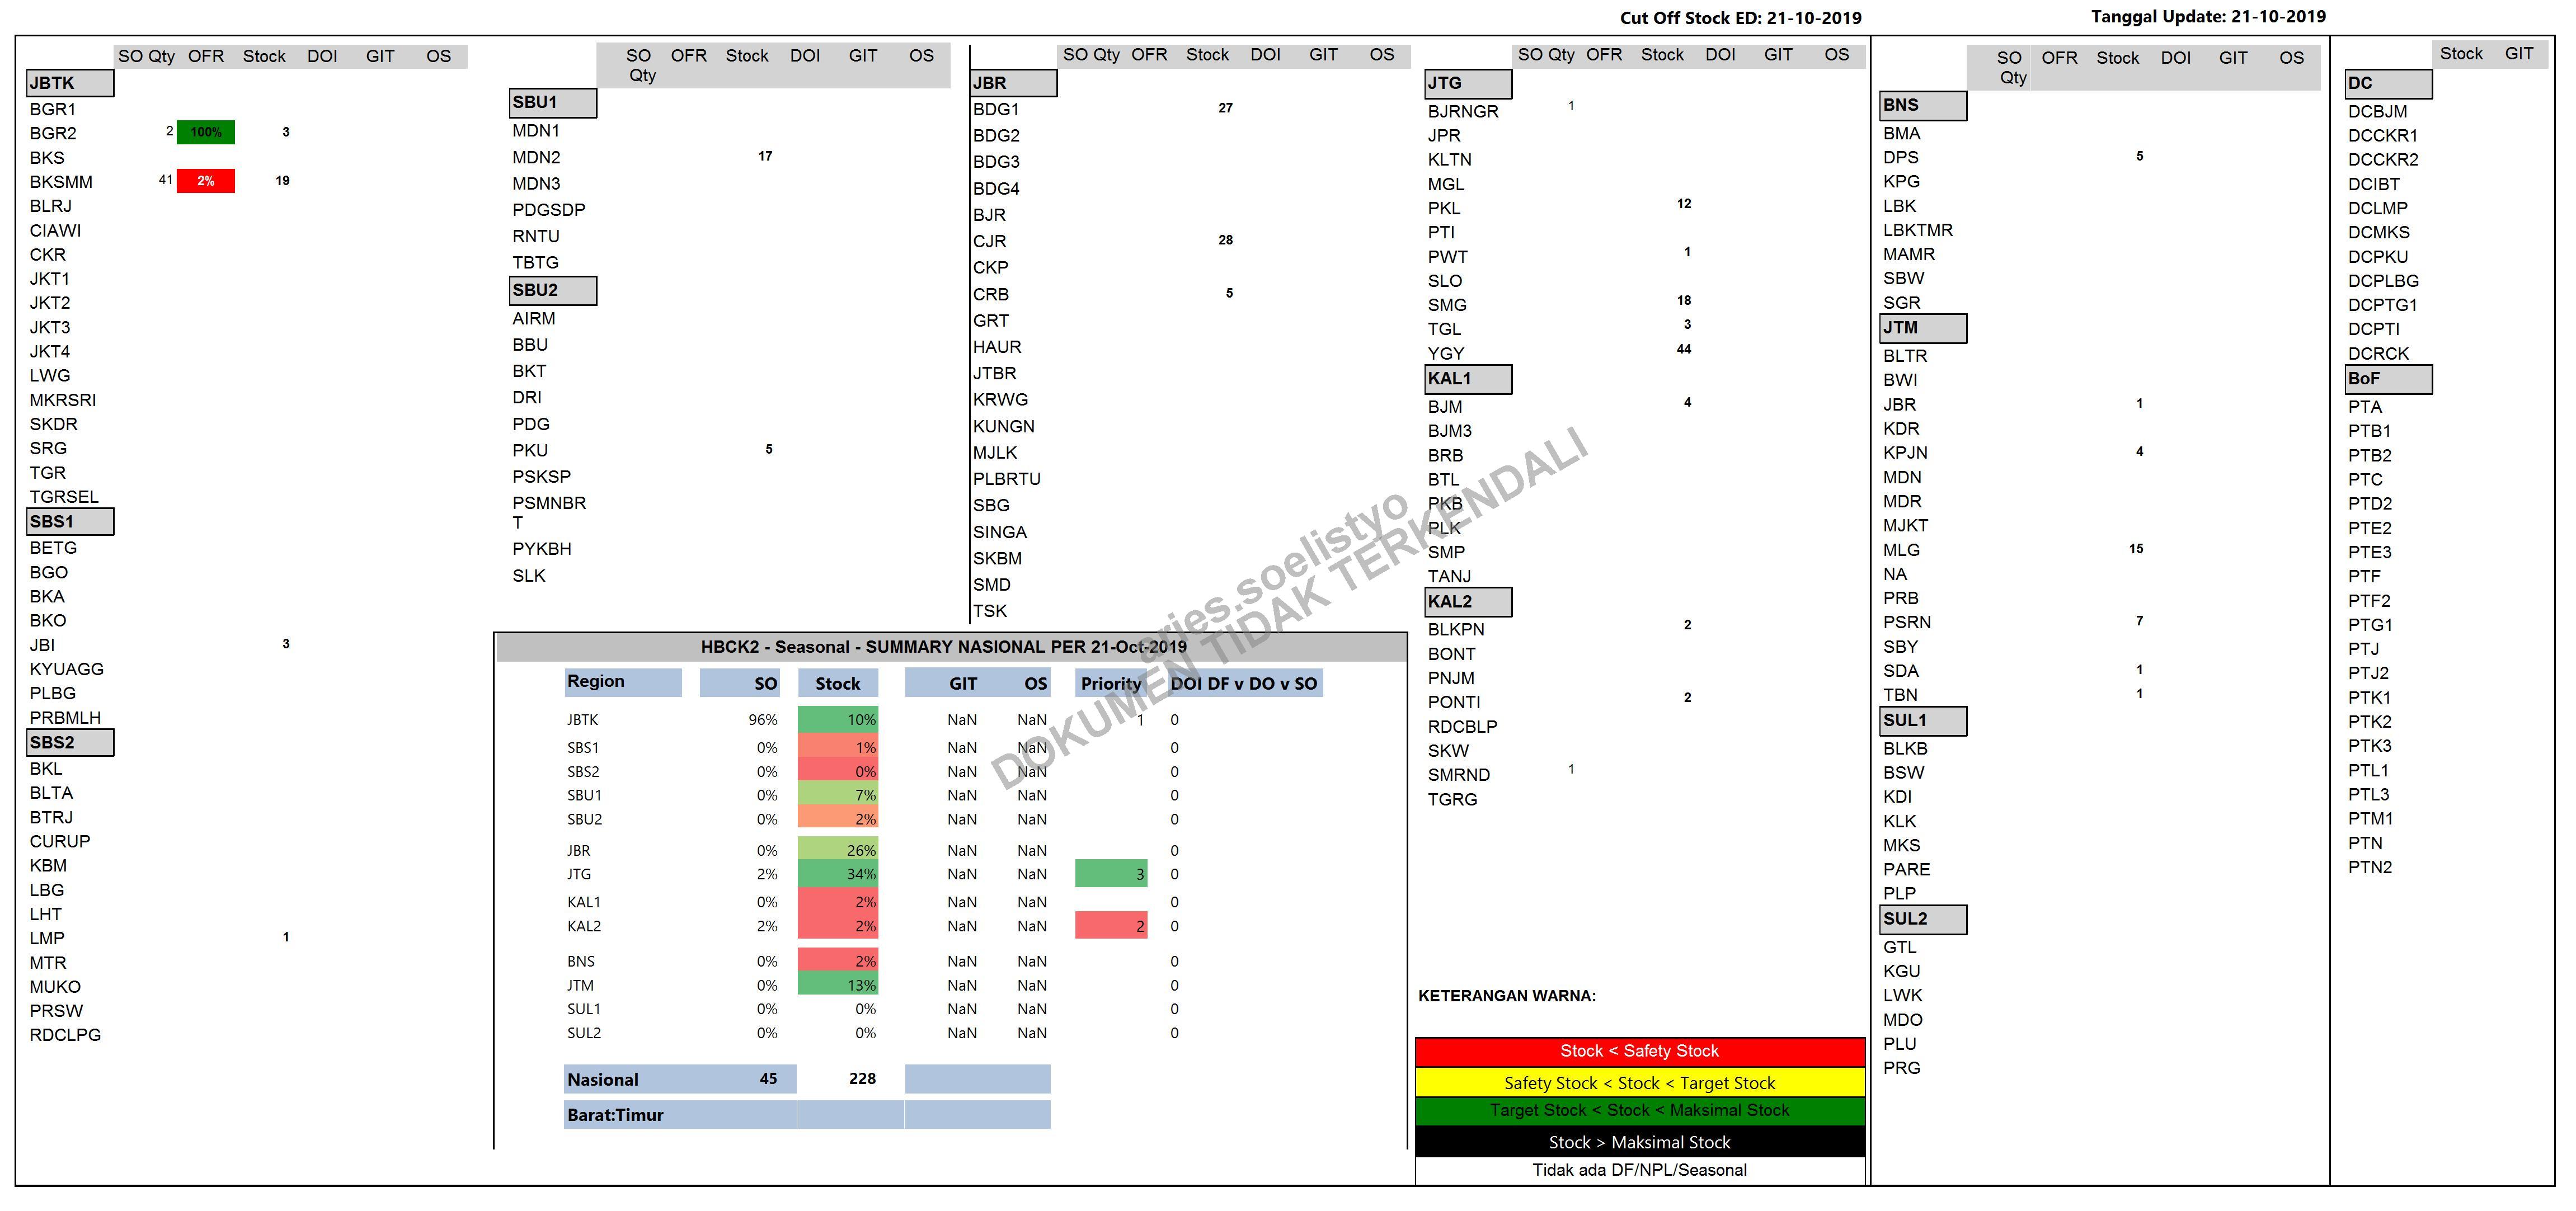 Cut Off Stock ED: 21-10-2019
Tanggal Update: 21-10-2019
SO Qty OFR Stock DOI GIT OS
JBTK
BGR1
BGR2 2 100% 3
BKS
BKSMM 41 2% 19
BLRJ
CIAWI
CKR
JKT1
JKT2
JKT3
JKT4
LWG
MKRSRI
SKDR
SRG
TGR
TGRSEL
SBS1
BETG
BGO
BKA
BKO
JBI 3
KYUAGG
PLBG
PRBMLH
SBS2
BKL
BLTA
BTRJ
CURUP
KBM
LBG
LHT
LMP 1
MTR
MUKO
PRSW
RDCLPG
SO OFR Stock DOI GIT OS
Qty
SBU1
MDN1
MDN2 17
MDN3
PDGSDP
RNTU
TBTG
SBU2
AIRM
BBU
BKT
DRI
PDG
PKU 5
PSKSP
PSMNBR
T
PYKBH
SLK
SO Qty OFR Stock DOI GIT OS
JBR
BDG1 27
BDG2
BDG3
BDG4
BJR
CJR 28
CKP
CRB 5
GRT
HAUR
JTBR
KRWG
KUNGN
MJLK
PLBRTU
SBG
SINGA
SKBM
SMD
TSK
HBCK2 - Seasonal - SUMMARY NASIONAL PER 21-Oct-2019
Region SO Stock GIT OS Priority DOI DF v DO v SO
JBTK 96% 10% NaN NaN 1 0
SBS1 0% 1% NaN NaN 0
SBS2 0% 0% NaN NaN 0
SBU1 0% 7% NaN NaN 0
SBU2 0% 2% NaN NaN 0
JBR 0% 26% NaN NaN 0
JTG 2% 34% NaN NaN 3 0
KAL1 0% 2% NaN NaN 0
KAL2 2% 2% NaN NaN 2 0
BNS 0% 2% NaN NaN 0
JTM 0% 13% NaN NaN 0
SUL1 0% 0% NaN NaN 0
SUL2 0% 0% NaN NaN 0
Nasional 45 228
Barat:Timur
aries.soelistyo
DOKUMEN TIDAK TERKENDALI
SO Qty OFR Stock DOI GIT OS
JTG
BJRNGR 1
JPR
KLTN
MGL
PKL 12
PTI
PWT 1
SLO
SMG 18
TGL 3
YGY 44
KAL1
BJM 4
BJM3
BRB
BTL
PKB
PLK
SMP
TANJ
KAL2
BLKPN 2
BONT
PNJM
PONTI 2
RDCBLP
SKW
SMRND 1
TGRG
KETERANGAN WARNA:
Stock < Safety Stock
Safety Stock < Stock < Target Stock
Target Stock < Stock < Maksimal Stock
Stock > Maksimal Stock
Tidak ada DF/NPL/Seasonal
SO OFR Stock DOI GIT OS
Qty
BNS
BMA
DPS 5
KPG
LBK
LBKTMR
MAMR
SBW
SGR
JTM
BLTR
BWI
JBR 1
KDR
KPJN 4
MDN
MDR
MJKT
MLG 15
NA
PRB
PSRN 7
SBY
SDA 1
TBN 1
SUL1
BLKB
BSW
KDI
KLK
MKS
PARE
PLP
SUL2
GTL
KGU
LWK
MDO
PLU
PRG
Stock GIT
DC
DCBJM
DCCKR1
DCCKR2
DCIBT
DCLMP
DCMKS
DCPKU
DCPLBG
DCPTG1
DCPTI
DCRCK
BoF
PTA
PTB1
PTB2
PTC
PTD2
PTE2
PTE3
PTF
PTF2
PTG1
PTJ
PTJ2
PTK1
PTK2
PTK3
PTL1
PTL3
PTM1
PTN
PTN2